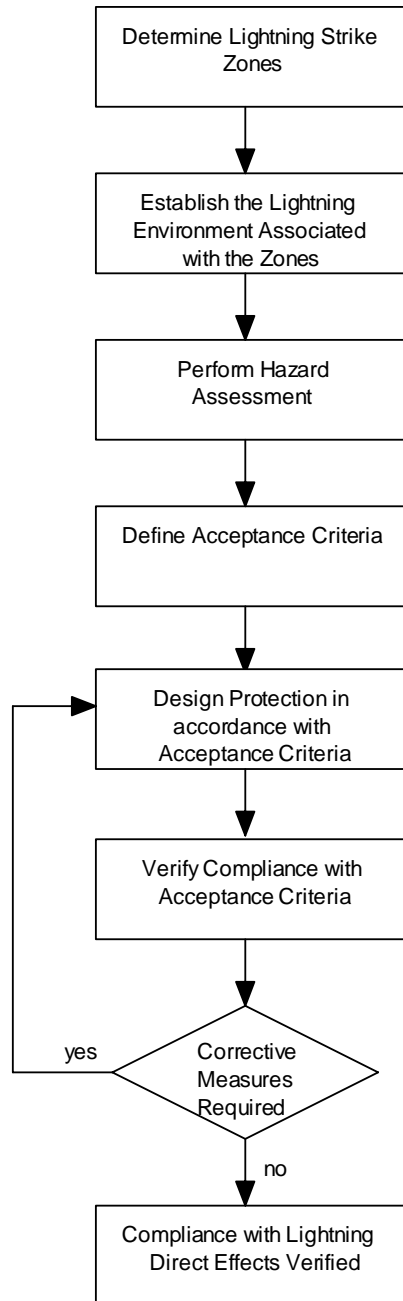 Determine Lightning Strike
Zones
Establish the Lightning
Environment Associated
with the Zones
Perform Hazard
Assessment
Define Acceptance Criteria
Design Protection in
accordance with
Acceptance Criteria
Verify Compliance with
Acceptance Criteria
yes
Corrective
Measures
Required
no
Compliance with Lightning
Direct Effects Verified